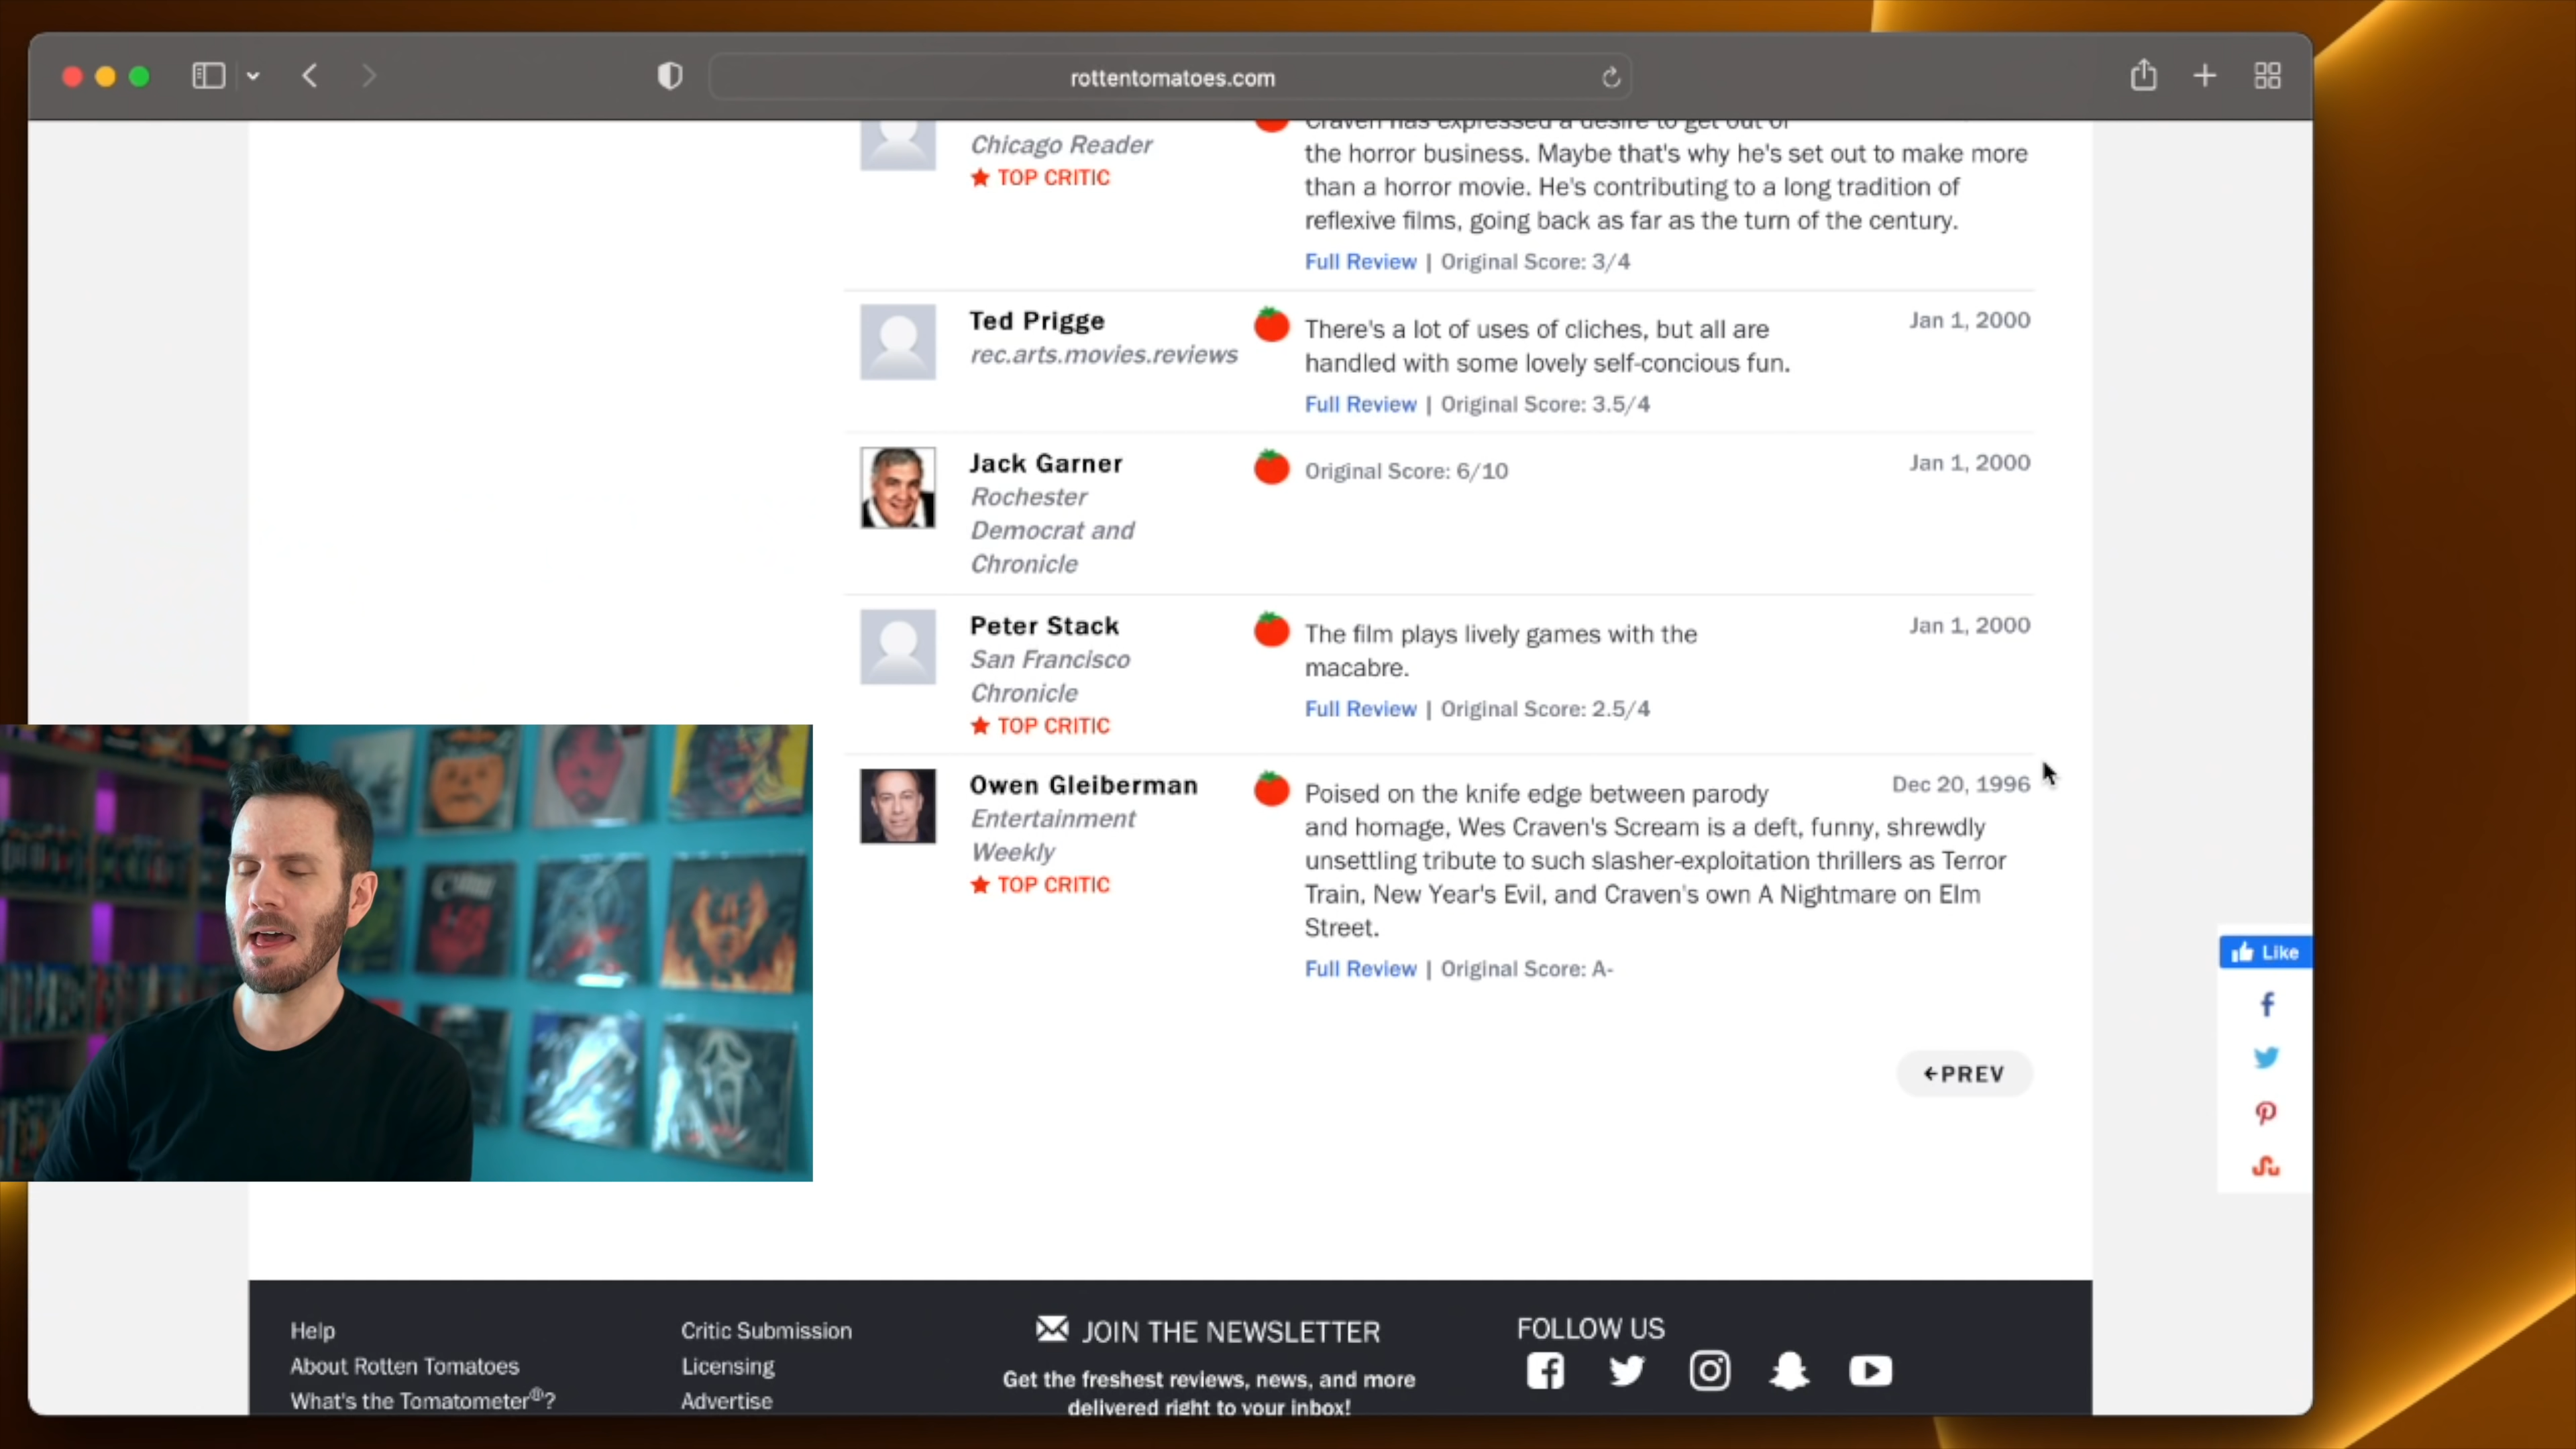 rottentomatoes.com
Craven has expressed a desire to get out of
Chicago Reader
the horror business. Maybe that's why he's set out to make more
TOP CRITIC
than a horror movie. He's contributing to a long tradition of
reflexive films, going back as far as the turn of the century.
Full Review | Original Score: 3/4
Ted Prigge
rec.arts.movies.reviews
There's a lot of uses of cliches, but all are
handled with some lovely self-concious fun.
Jan 1, 2000
Full Review | Original Score: 3.5/4
Jack Garner
Rochester
Democrat and
Chronicle
Original Score: 6/10
Jan 1, 2000
Peter Stack
San Francisco
Chronicle
TOP CRITIC
The film plays lively games with the
macabre.
Jan 1, 2000
Full Review | Original Score: 2.5/4
Owen Gleiberman
Entertainment
Weekly
TOP CRITIC
Poised on the knife edge between parody
and homage, Wes Craven's Scream is a deft, funny, shrewdly
unsettling tribute to such slasher-exploitation thrillers as Terror
Train, New Year's Evil, and Craven's own A Nightmare on Elm
Street.
Dec 20, 1996
Full Review | Original Score: A-
Like
←PREV
Help
About Rotten Tomatoes
What's the Tomatometer®?
Critic Submission
Licensing
Advertise
JOIN THE NEWSLETTER
Get the freshest reviews, news, and more
delivered right to your inbox!
FOLLOW US